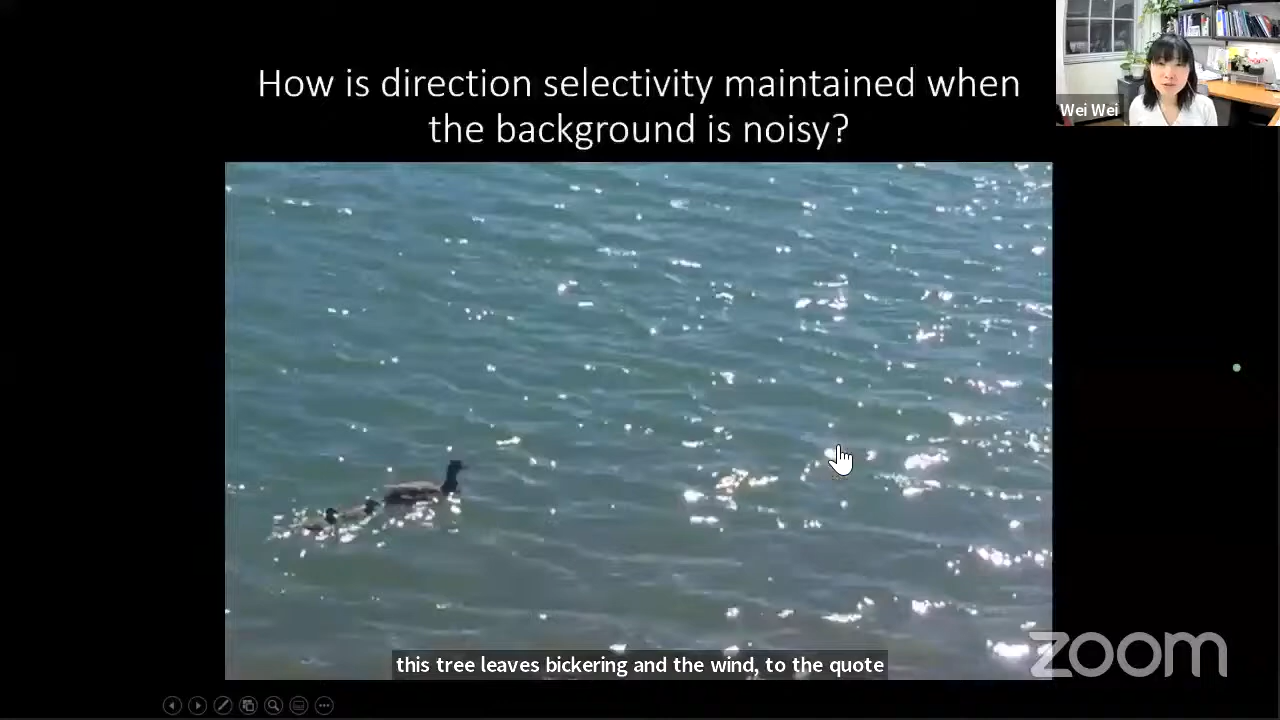 How is direction selectivity maintained when
the background is noisy?
Wei Wei
this tree leaves bickering and the wind, to the quote
zoom